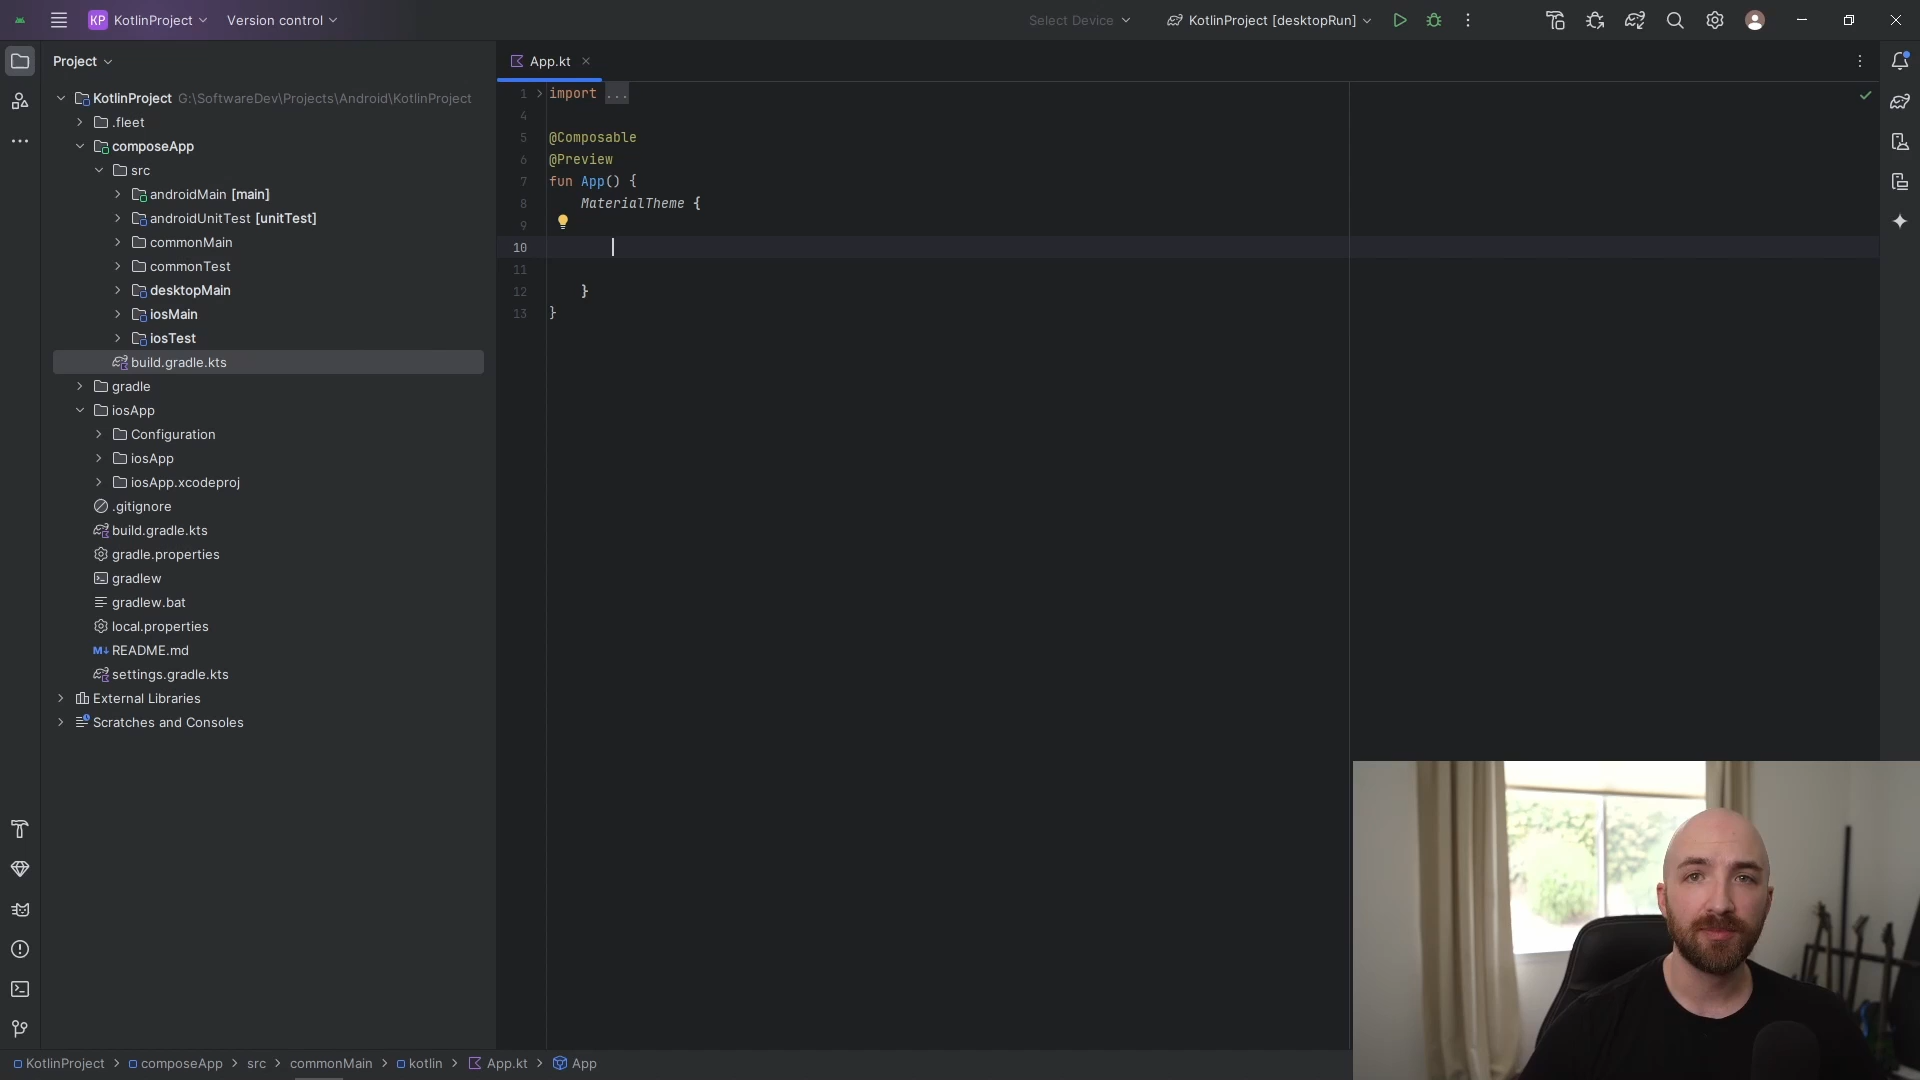 KP KotlinProject Version control Select Device KotlinProject [desktopRun]
Project
App.kt
KotlinProject G:\SoftwareDev\Projects\Android\KotlinProject
.fleet
composeApp
src
androidMain [main]
androidUnitTest [unitTest]
commonMain
commonTest
desktopMain
iosMain
iosTest
build.gradle.kts
gradle
iosApp
Configuration
iosApp
iosApp.xcodeproj
.gitignore
build.gradle.kts
gradle.properties
gradlew
gradlew.bat
local.properties
M↓ README.md
settings.gradle.kts
External Libraries
Scratches and Consoles
1 import ...
4
5 @Composable
6 @Preview
7 fun App() {
8 MaterialTheme {
9
10
11
12 }
13 }
KotlinProject > composeApp > src > commonMain > kotlin > App.kt > App